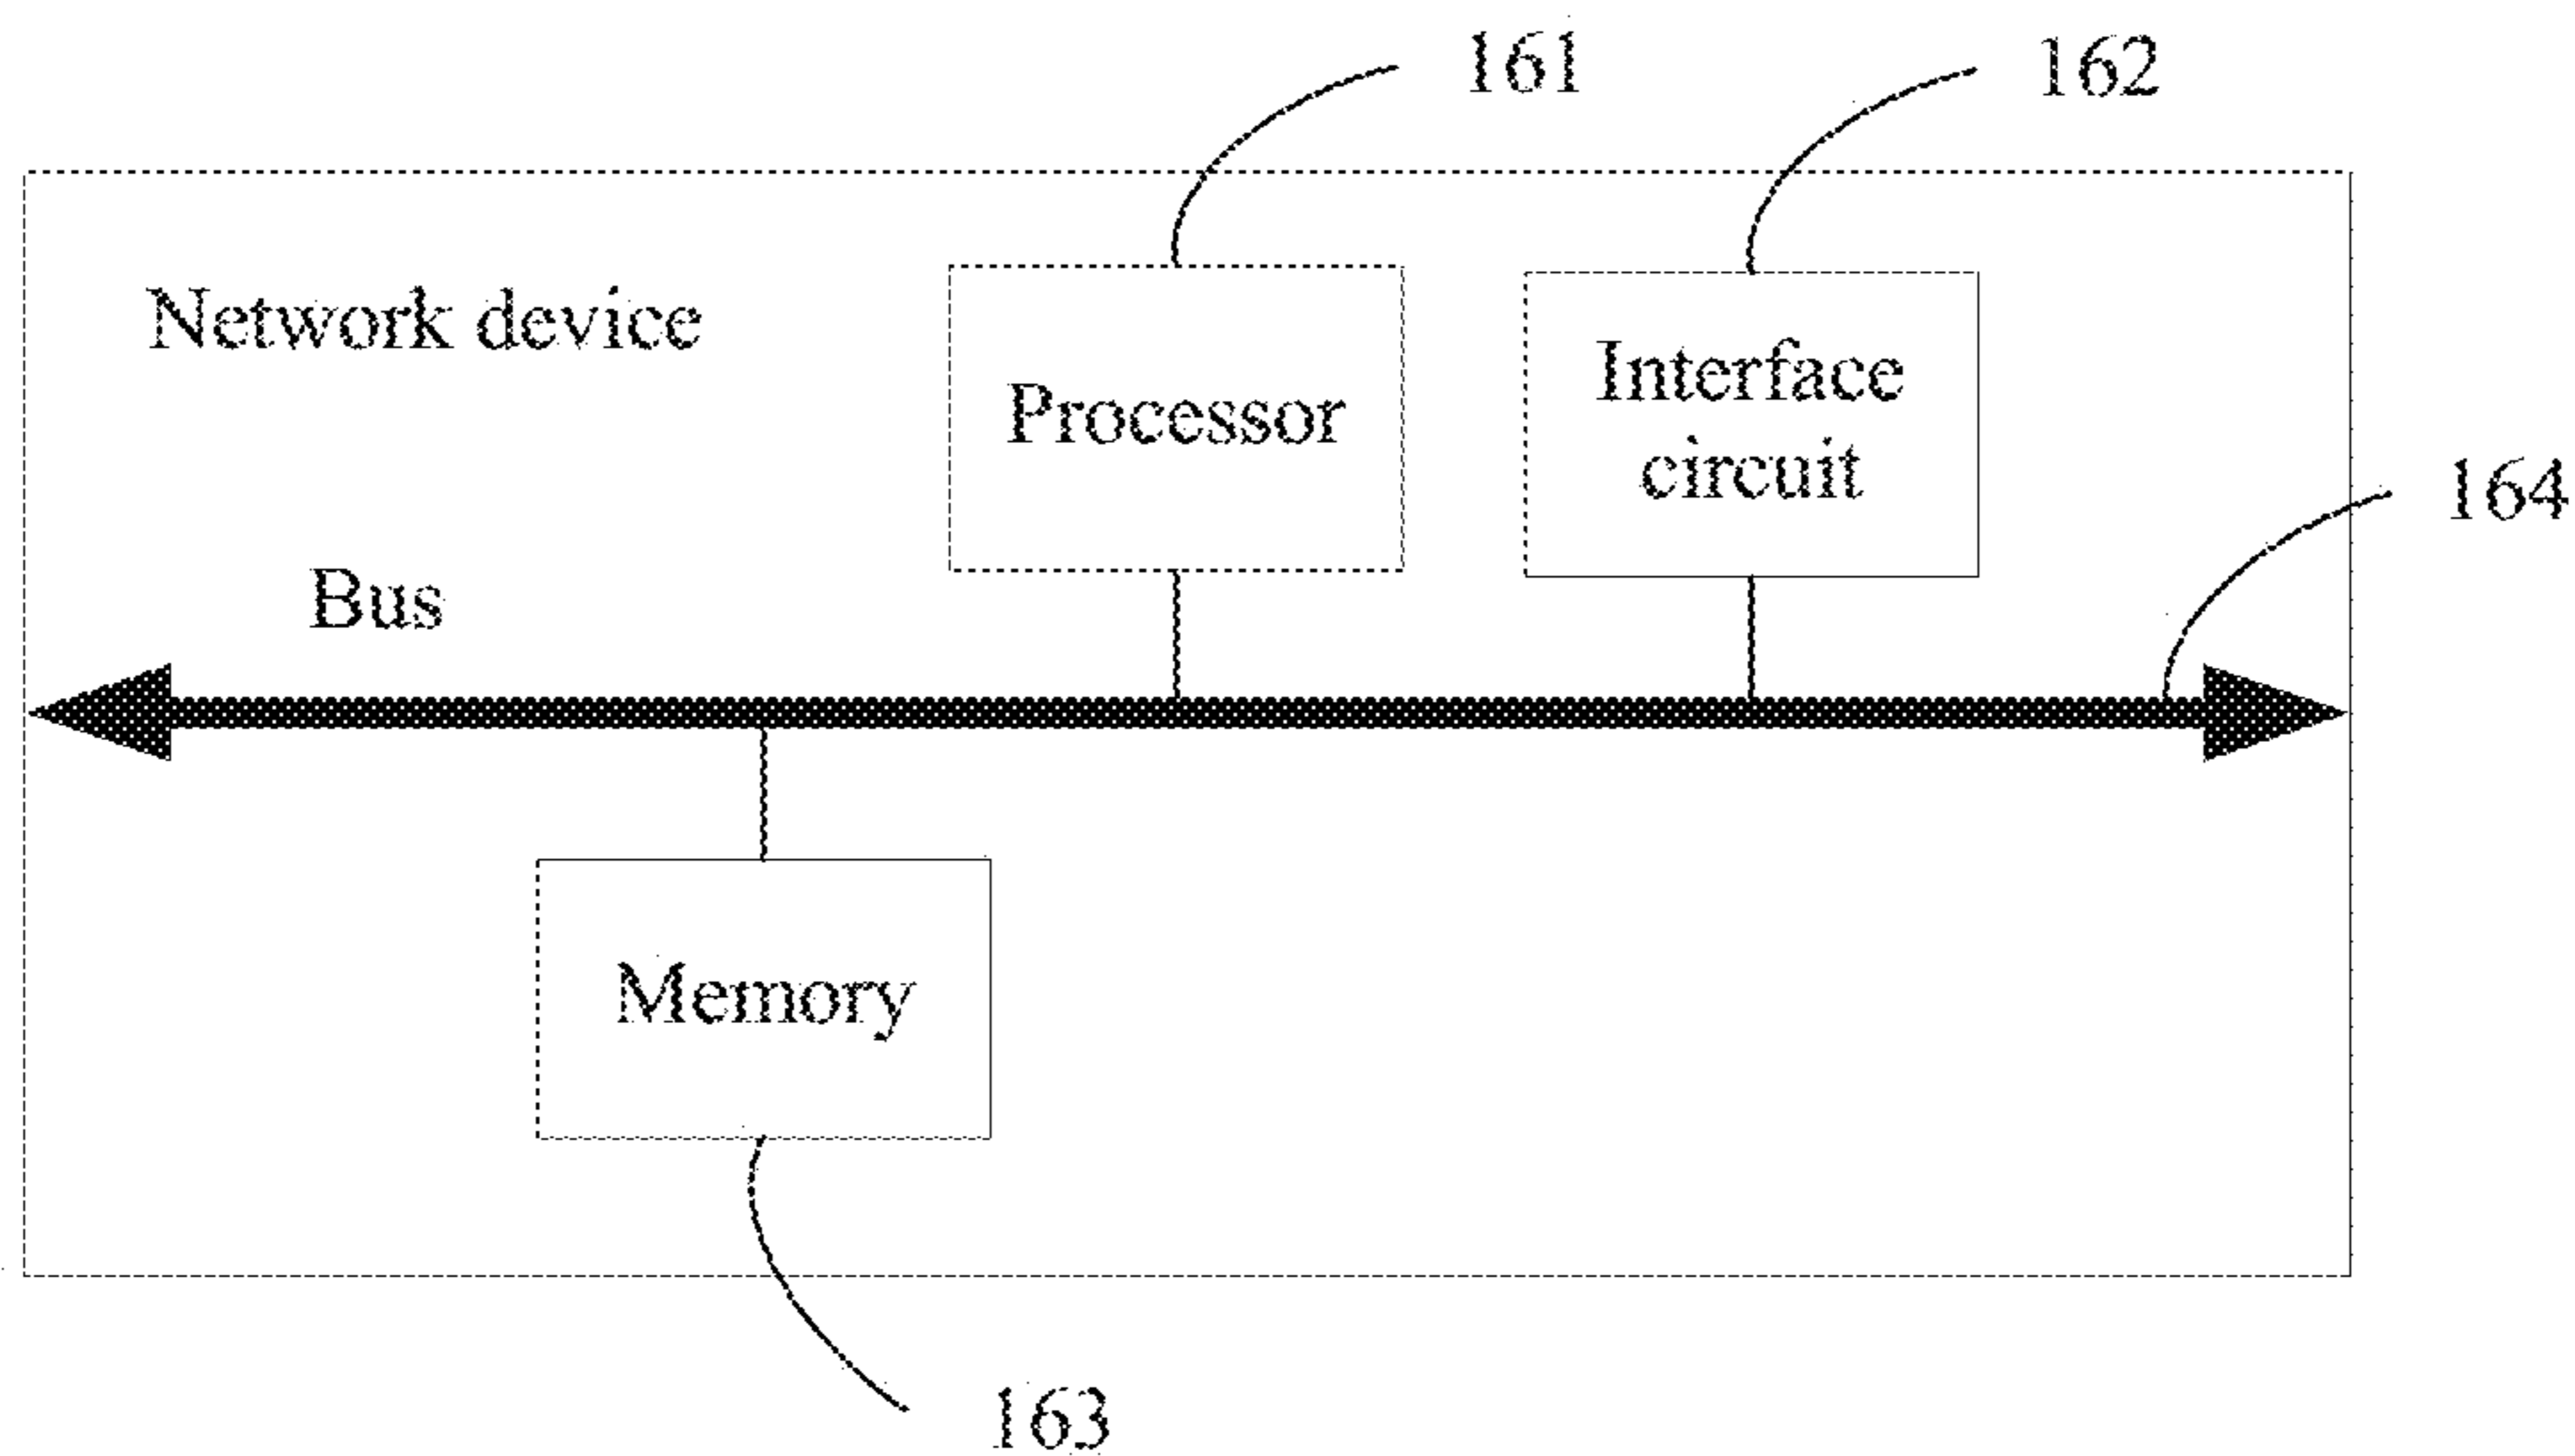 161
162
Network device
Processor
Interface
circuit
164
Bus
Memory
163